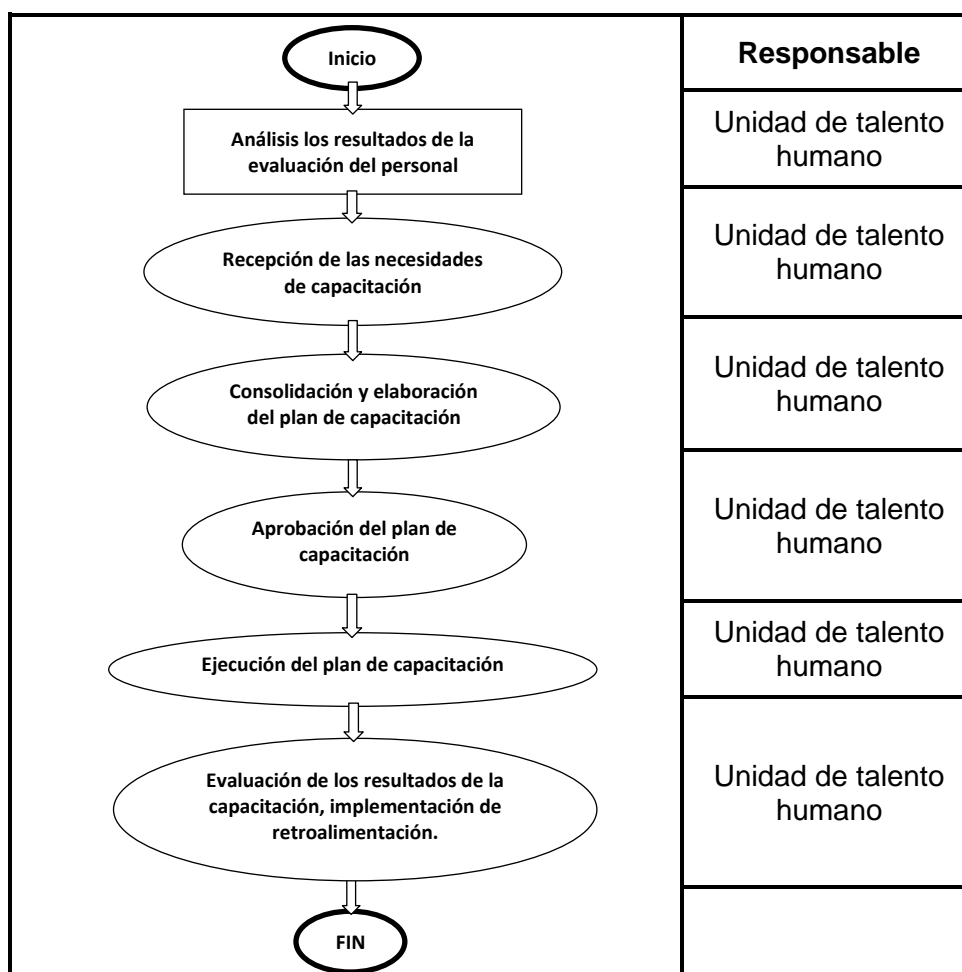 Inicio
Responsable
Análisis los resultados de la
evaluación del personal
Unidad de talento
humano
Recepción de las necesidades
de capacitación
Unidad de talento
humano
Consolidación y elaboración
del plan de capacitación
Unidad de talento
humano
Aprobación del plan de
capacitación
Unidad de talento
humano
Ejecución del plan de capacitación
Unidad de talento
humano
Evaluación de los resultados de la
capacitación, implementación de
retroalimentación.
Unidad de talento
humano
FIN